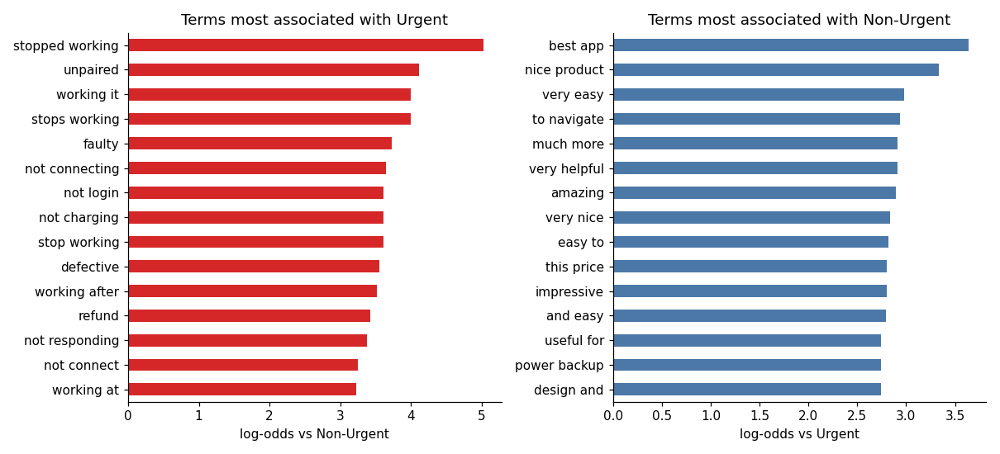 Terms most associated with Urgent
stopped working
unpaired
working it
stops working
faulty
not connecting
not login
not charging
stop working
defective
working after
refund
not responding
not connect
working at
0 1 2 3 4 5
log-odds vs Non-Urgent
Terms most associated with Non-Urgent
best app
nice product
very easy
to navigate
much more
very helpful
amazing
very nice
easy to
this price
impressive
and easy
useful for
power backup
design and
0.0 0.5 1.0 1.5 2.0 2.5 3.0 3.5
log-odds vs Urgent